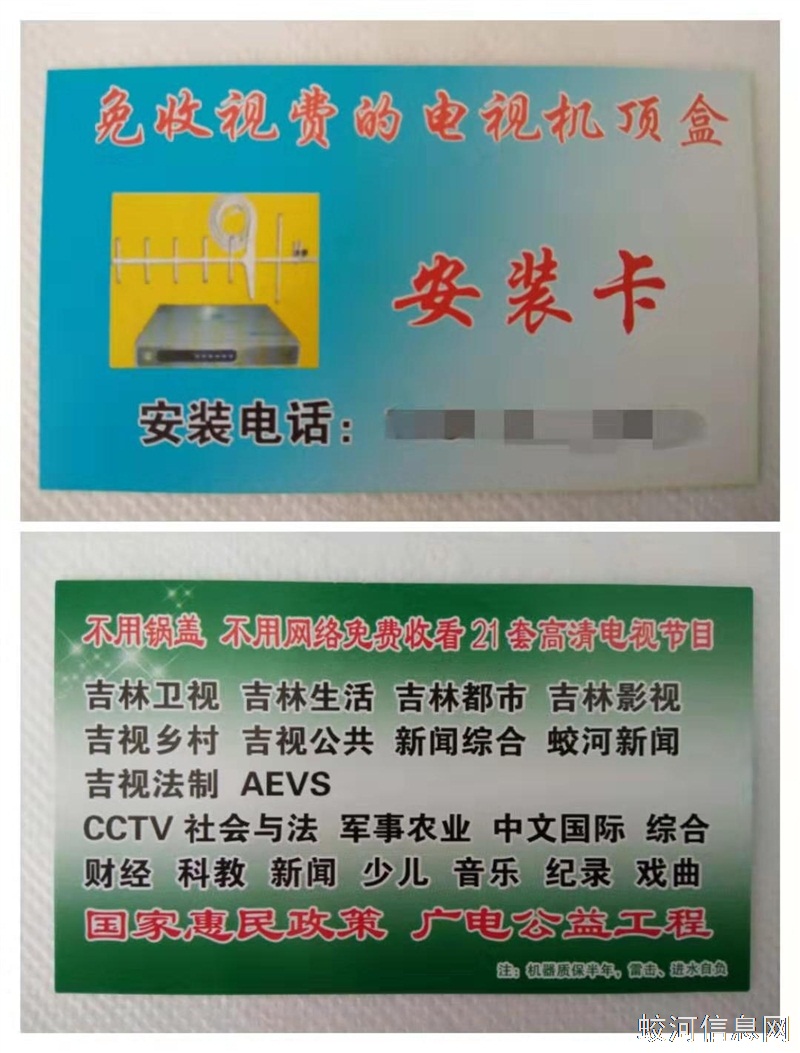 免收视费的电视机顶盒
安装卡
安装电话：
不用锅盖 不用网络免费收看21套高清电视节目
吉林卫视 吉林生活 吉林都市 吉林影视
吉视乡村 吉视公共 新闻综合 蛟河新闻
吉视法制 AEVS
CCTV 社会与法 军事农业 中文国际 综合
财经 科教 新闻 少儿 音乐 纪录 戏曲
国家惠民政策 广电公益工程
注：机器质保半年，雷击、进水自负
蛟河信息网